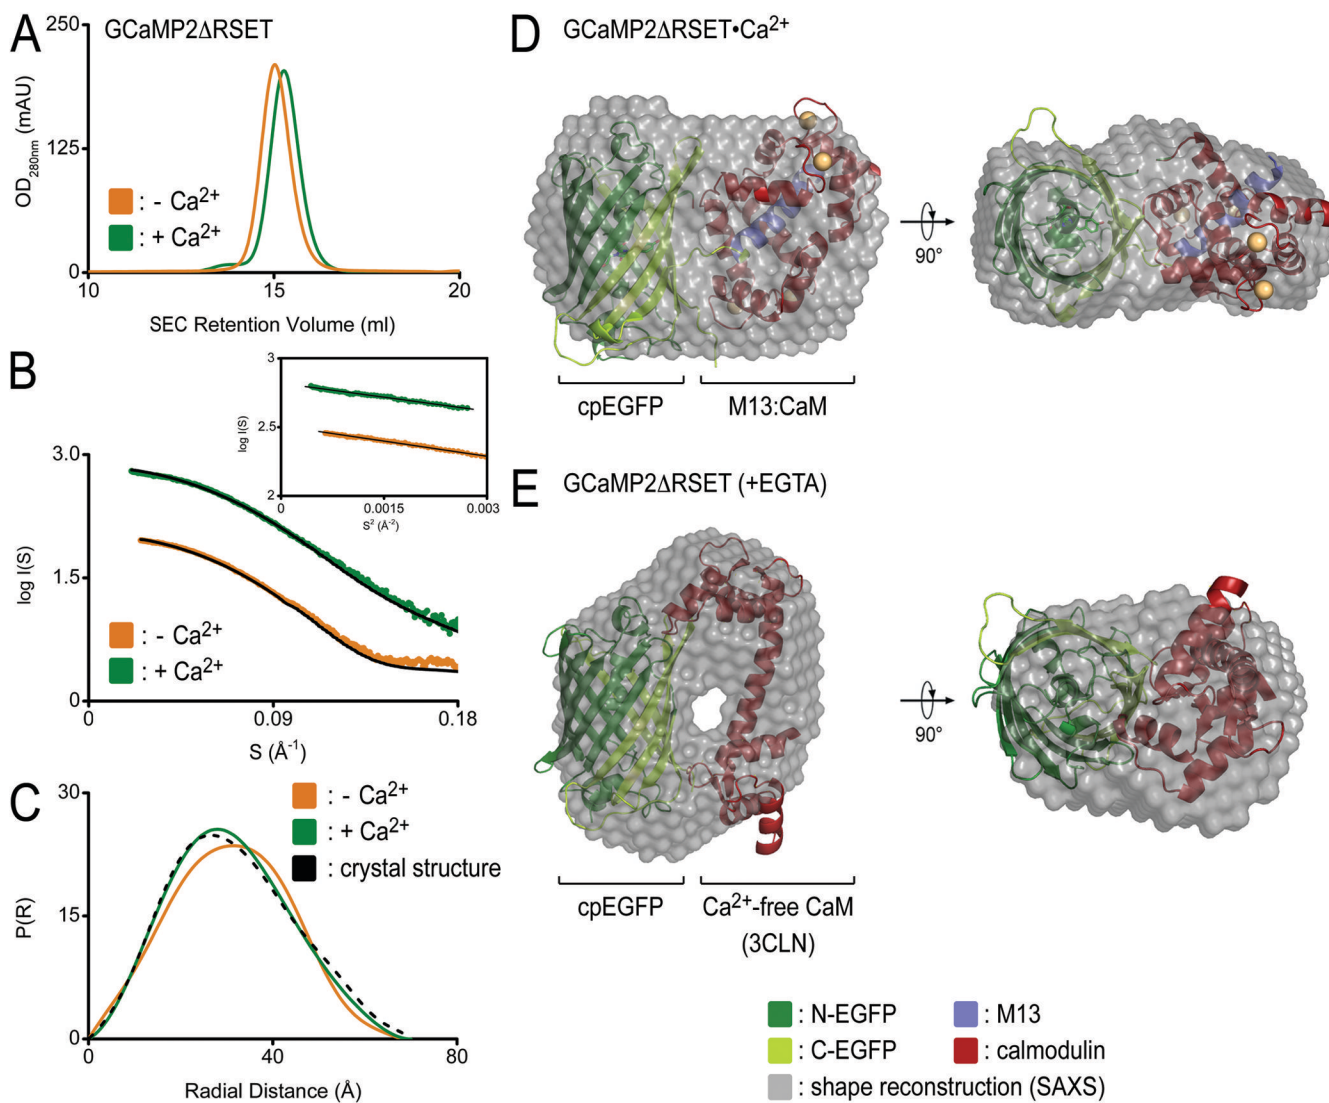 A
GCaMP2ΔRSET
250
125
0
OD280nm (mAU)
: - Ca2+
: + Ca2+
10
15
20
SEC Retention Volume (ml)
B
3
2.5
2
log I(S)
0
0.0015
0.003
S2 (Å-2)
3.0
1.5
0
log I(S)
: - Ca2+
: + Ca2+
0
0.09
0.18
S (Å-1)
C
30
15
0
P(R)
: - Ca2+
: + Ca2+
: crystal structure
0
40
80
Radial Distance (Å)
D
GCaMP2ΔRSET•Ca2+
90°
cpEGFP
M13:CaM
E
GCaMP2ΔRSET (+EGTA)
90°
cpEGFP
Ca2+-free CaM
(3CLN)
: N-EGFP
: M13
: C-EGFP
: calmodulin
: shape reconstruction (SAXS)